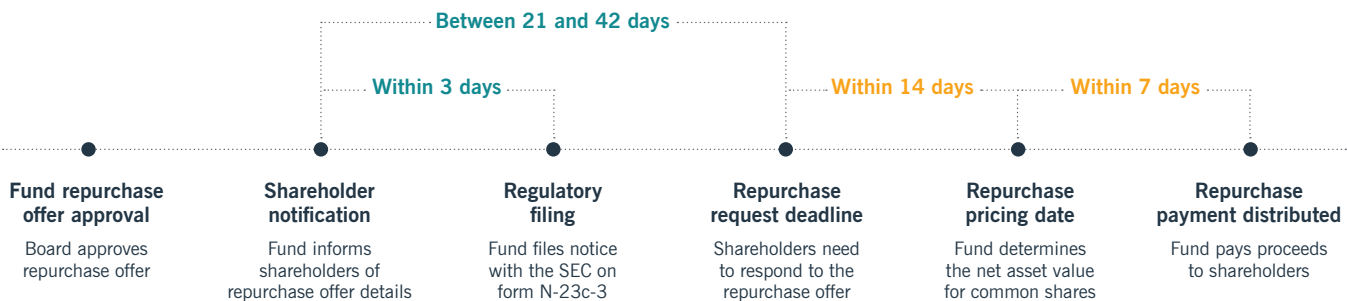 Between 21 and 42 days
Within 3 days
Within 14 days
Within 7 days
Fund repurchase
offer approval
Board approves
repurchase offer
Shareholder
notification
Fund informs
shareholders of
repurchase offer details
Regulatory
filing
Fund files notice
with the SEC on
form N-23c-3
Repurchase
request deadline
Shareholders need
to respond to the
repurchase offer
Repurchase
pricing date
Fund determines
the net asset value
for common shares
Repurchase
payment distributed
Fund pays proceeds
to shareholders